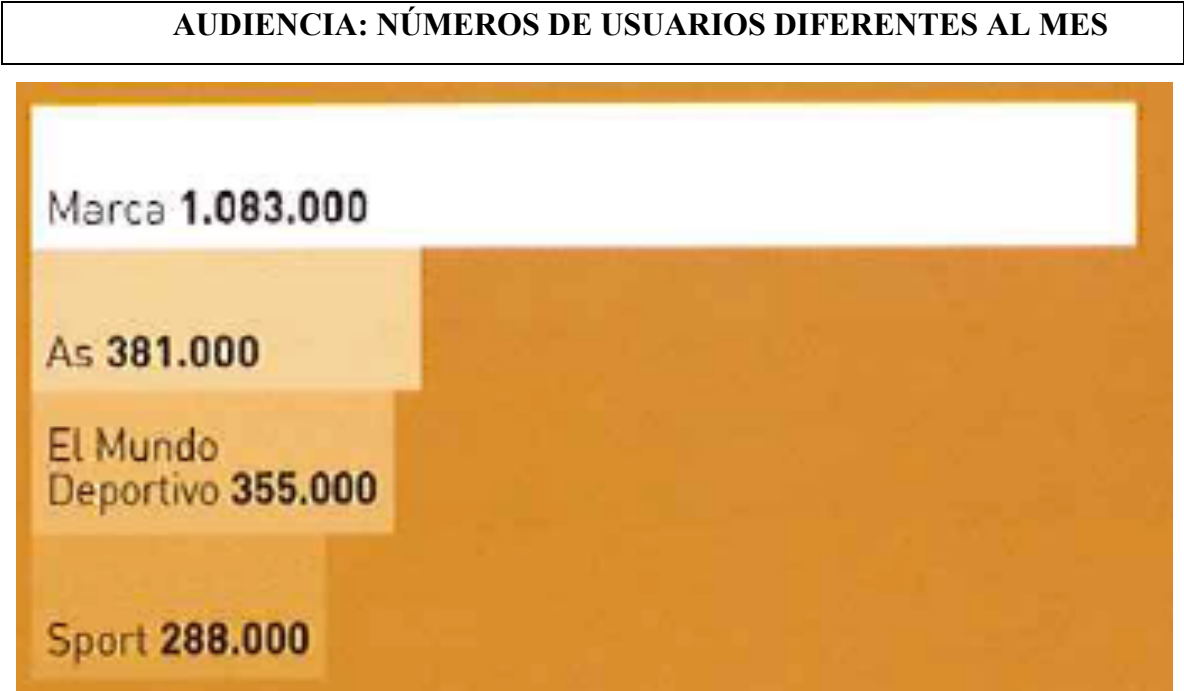 AUDIENCIA: NÚMEROS DE USUARIOS DIFERENTES AL MES
Marca 1.083.000
As 381.000
El Mundo
Deportivo 355.000
Sport 288.000